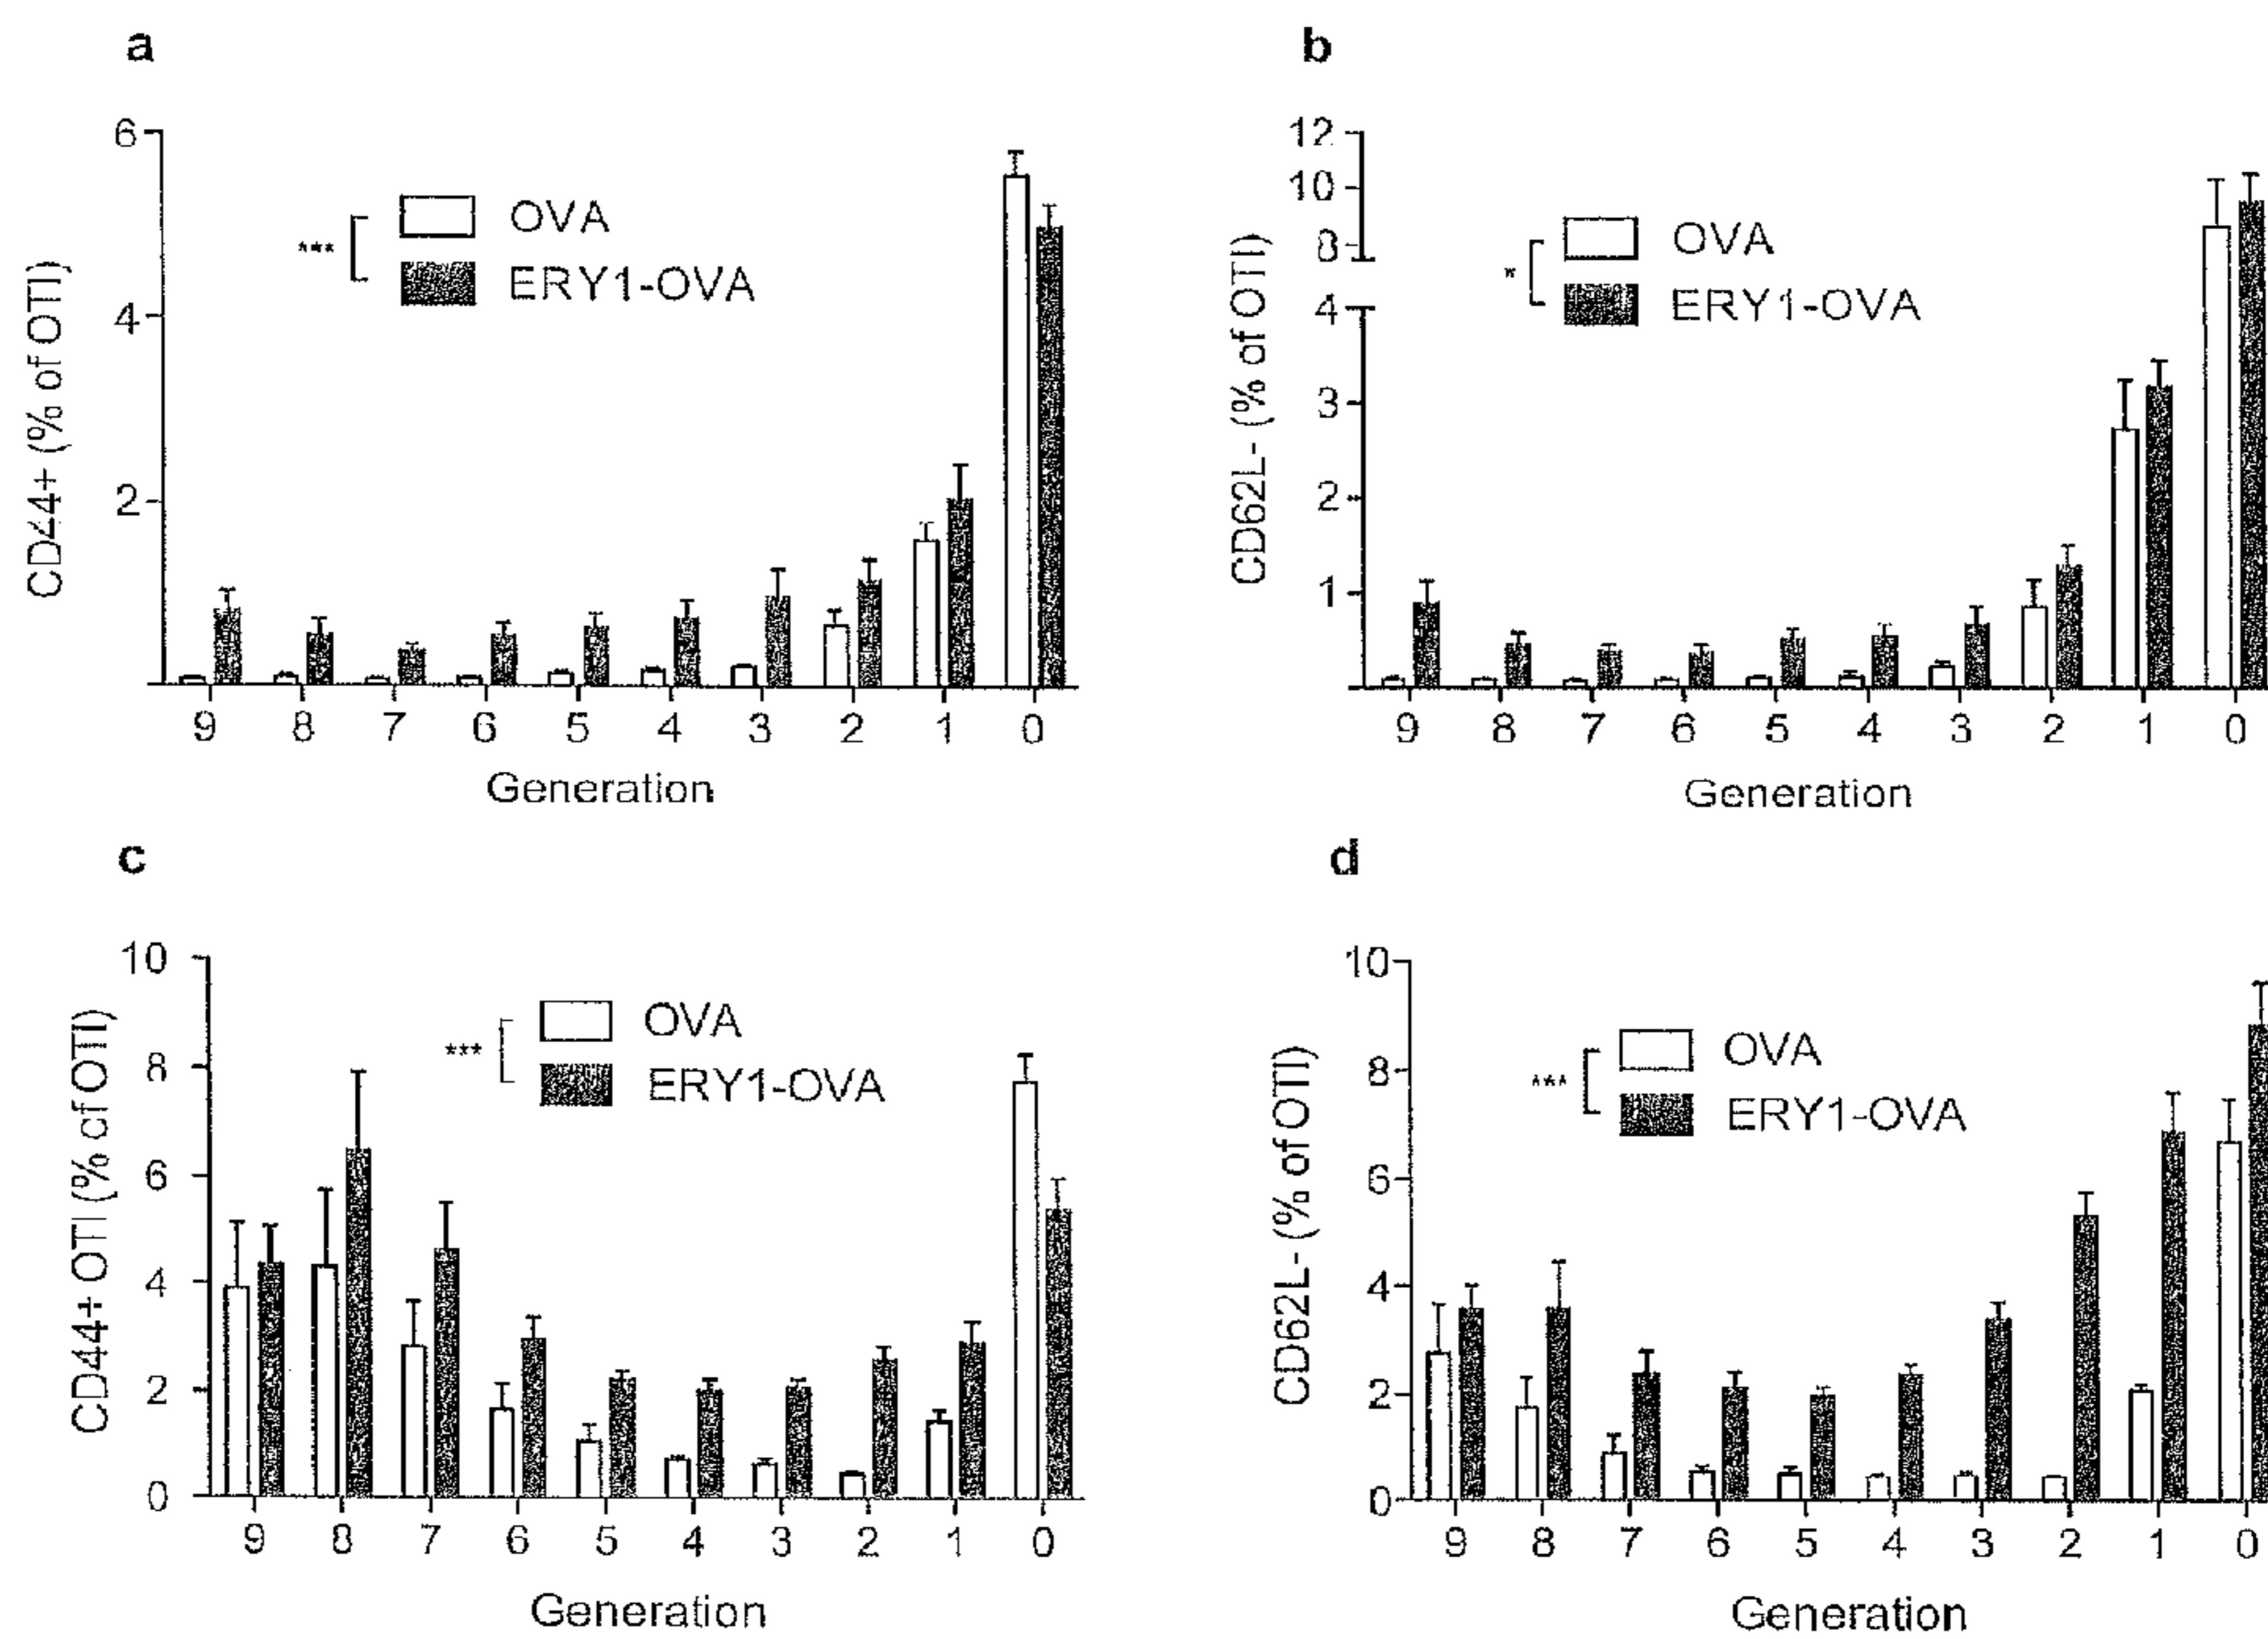 a
6
4
2
CD44+ (% of OTI)
***
OVA
ERY1-OVA
9 8 7 6 5 4 3 2 1 0
Generation
b
12
10
8
4
3
2
1
CD62L- (% of OTI)
*
OVA
ERY1-OVA
9 8 7 6 5 4 3 2 1 0
Generation
c
10
8
6
4
2
0
CD44+ OTI (% of OTI)
***
OVA
ERY1-OVA
9 8 7 6 5 4 3 2 1 0
Generation
d
10
8
6
4
2
0
CD62L- (% of OTI)
***
OVA
ERY1-OVA
9 8 7 6 5 4 3 2 1 0
Generation